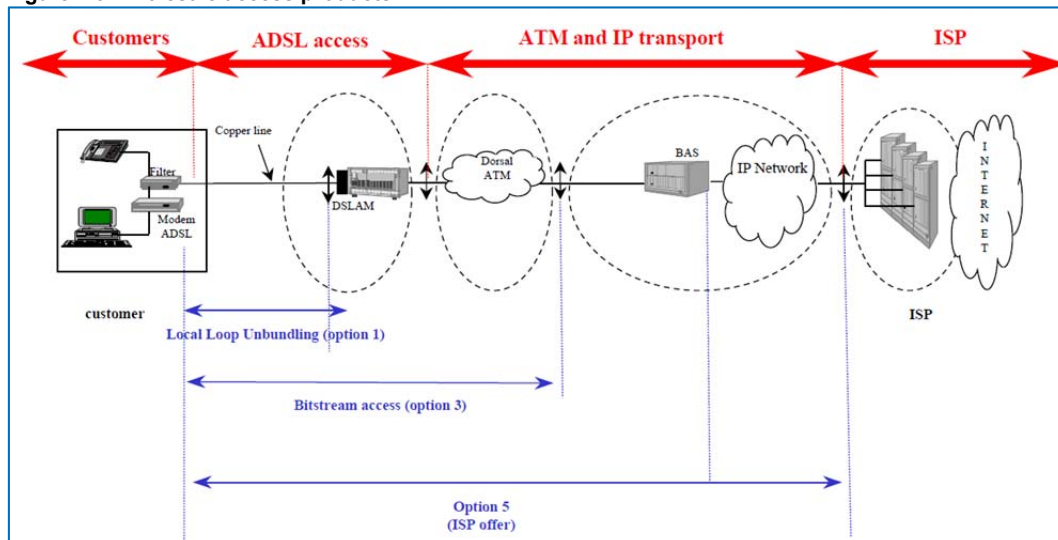 Customers
ADSL access
ATM and IP transport
ISP
Copper line
Filter
Modem
ADSL
DSLAM
Dorsal
ATM
BAS
IP Network
INTERNET
customer
ISP
Local Loop Unbundling (option 1)
Bitstream access (option 3)
Option 5
(ISP offer)